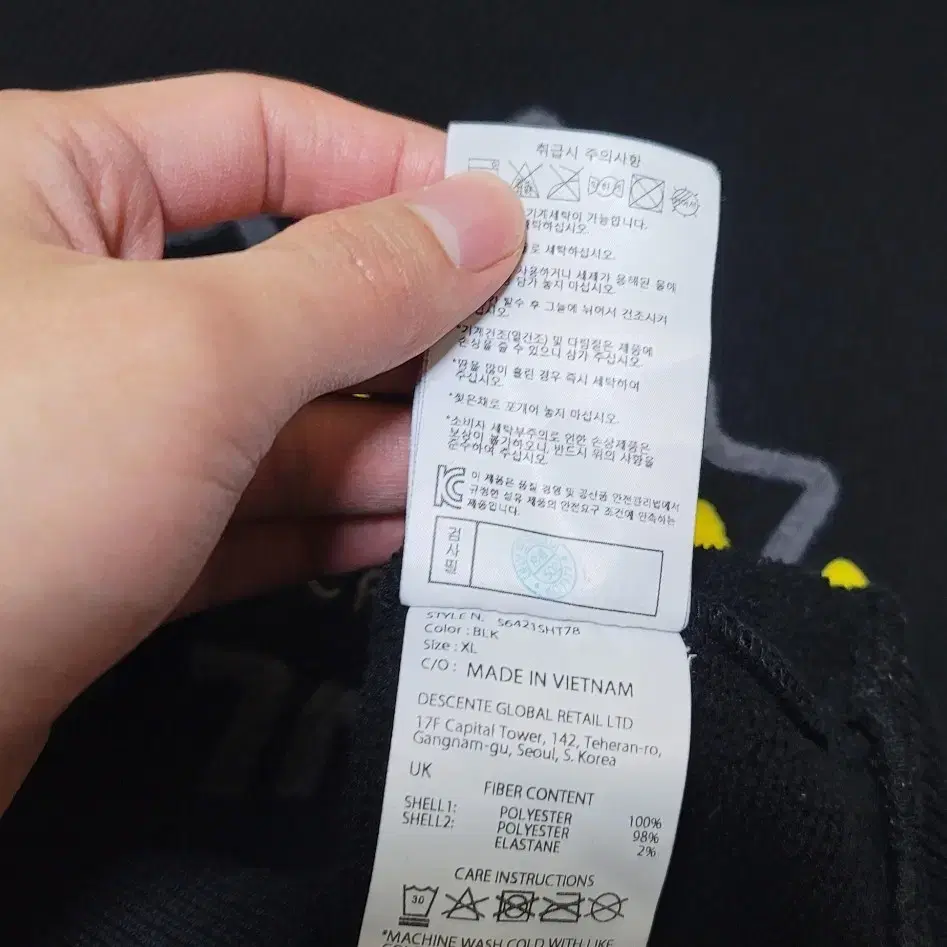 취급시 주의사항
기계세탁이 가능합니다.
세탁하십시오.
로 세탁하십시오.
사용하거나 세제가 용해된 물에
담가 놓지 마십시오.
탈수 후 그늘에 뉘어서 건조시켜
*기계건조(열건조) 및 다림질은 제품에
손상을 줄 수 있으니 삼가 주십시오.
*땀을 많이 흘린 경우 즉시 세탁하여
주십시오.
*젖은채로 포개어 놓지 마십시오.
*소비자 세탁부주의로 인한 손상제품은
보상이 불가하오니, 반드시 위의 사항을
준수하여 주십시오.
이 제품은 품질 경영 및 공산품 안전관리법에서
규정한 섬유 제품의 안전요구 조건에 만족하는
제품입니다.
검사필
STYLE N. S6421SHT7B
Color : BLK
Size : XL
C/O : MADE IN VIETNAM
DESCENTE GLOBAL RETAIL LTD
17F Capital Tower, 142, Teheran-ro,
Gangnam-gu, Seoul, S. Korea
UK
FIBER CONTENT
SHELL1: POLYESTER 100%
SHELL2: POLYESTER 98%
ELASTANE 2%
CARE INSTRUCTIONS
30
*MACHINE WASH COLD WITH LIKE